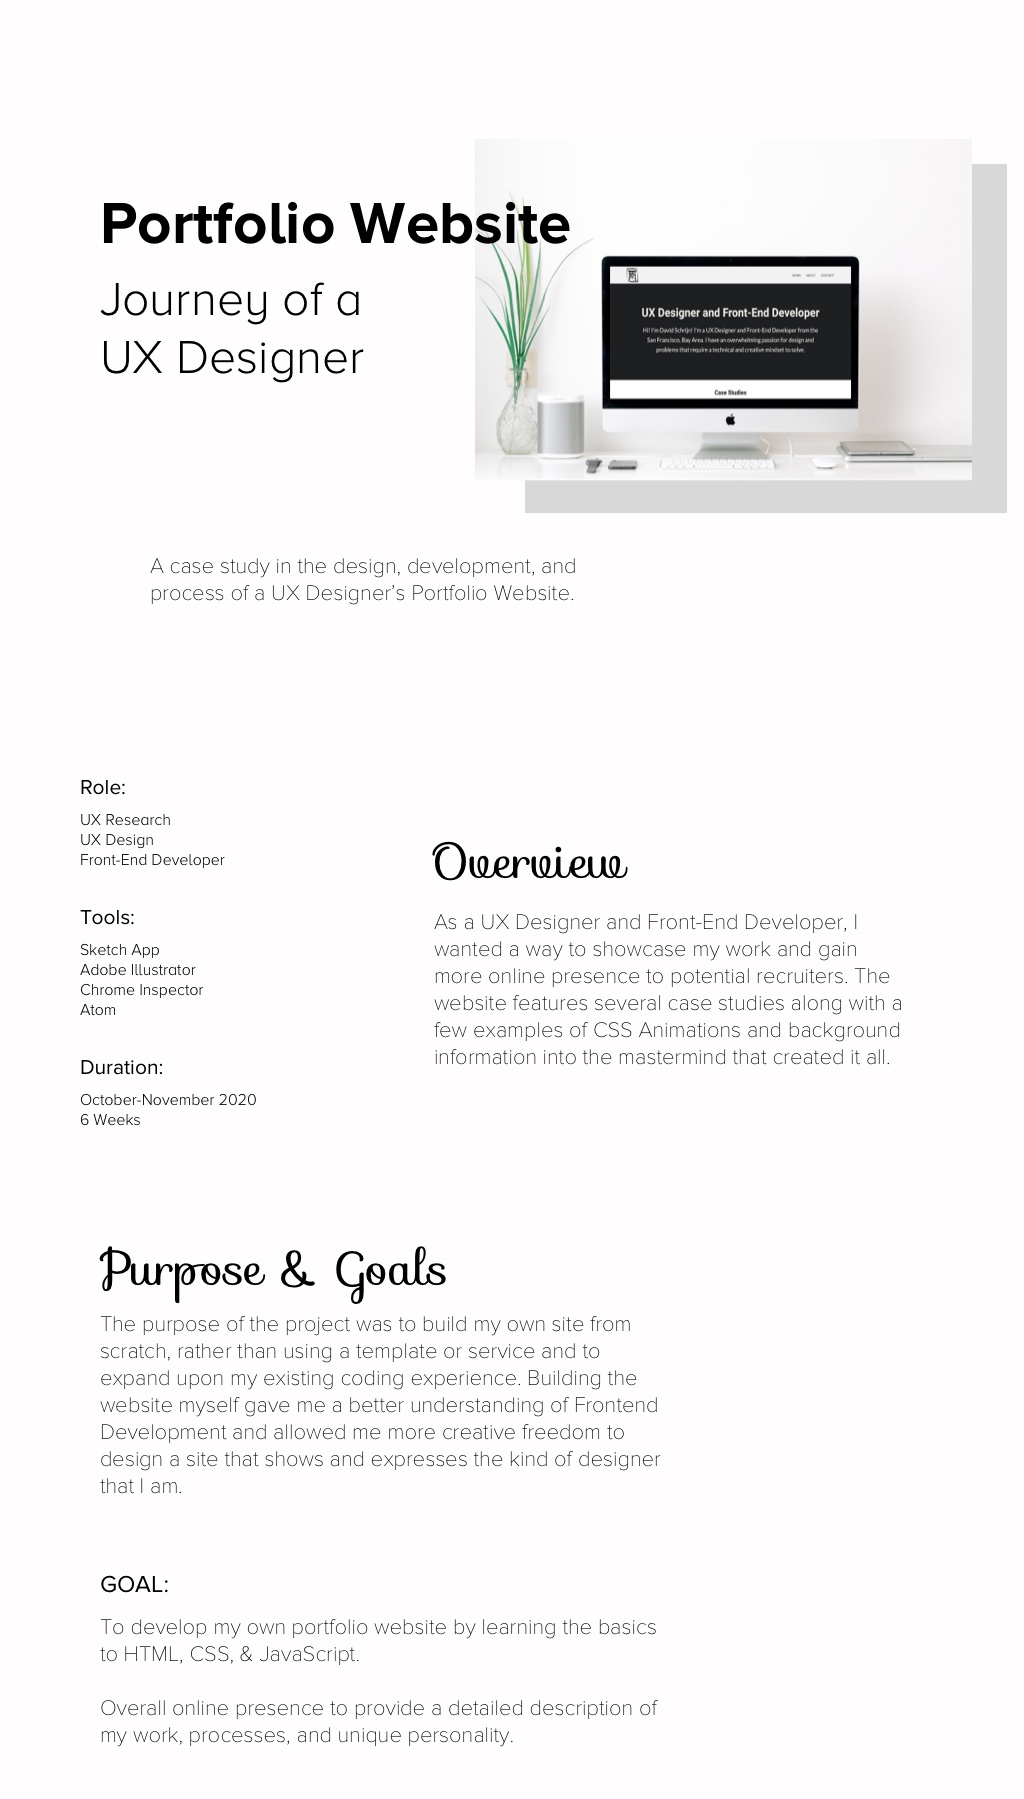 Portfolio Website
Journey of a
UX Designer
WORK ABOUT CONTACT
UX Designer and Front-End Developer
Hi! I'm David Schrijn! I'm a UX Designer and Front-End Developer from the
San Francisco, Bay Area. I have an overwhelming passion for design and
problems that require a technical and creative mindset to solve.
Case Studies
A case study in the design, development, and
process of a UX Designer’s Portfolio Website.
Role:
UX Research
UX Design
Front-End Developer
Tools:
Sketch App
Adobe Illustrator
Chrome Inspector
Atom
Duration:
October-November 2020
6 Weeks
Overview
As a UX Designer and Front-End Developer, I
wanted a way to showcase my work and gain
more online presence to potential recruiters. The
website features several case studies along with a
few examples of CSS Animations and background
information into the mastermind that created it all.
Purpose & Goals
The purpose of the project was to build my own site from
scratch, rather than using a template or service and to
expand upon my existing coding experience. Building the
website myself gave me a better understanding of Frontend
Development and allowed me more creative freedom to
design a site that shows and expresses the kind of designer
that I am.
GOAL:
To develop my own portfolio website by learning the basics
to HTML, CSS, & JavaScript.
Overall online presence to provide a detailed description of
my work, processes, and unique personality.